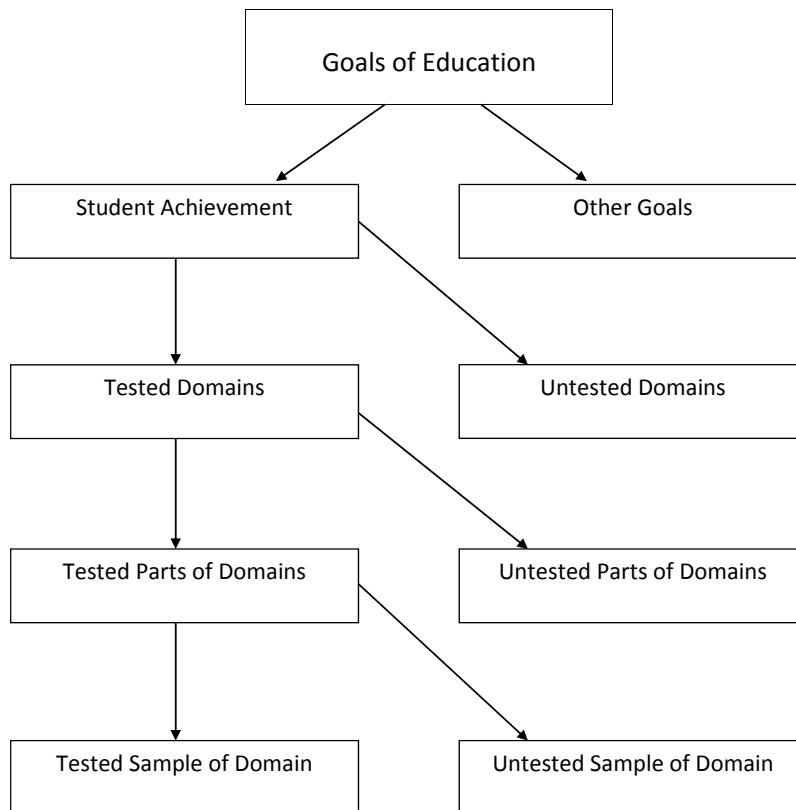 Goals of Education
Student Achievement
Other Goals
Tested Domains
Untested Domains
Tested Parts of Domains
Untested Parts of Domains
Tested Sample of Domain
Untested Sample of Domain